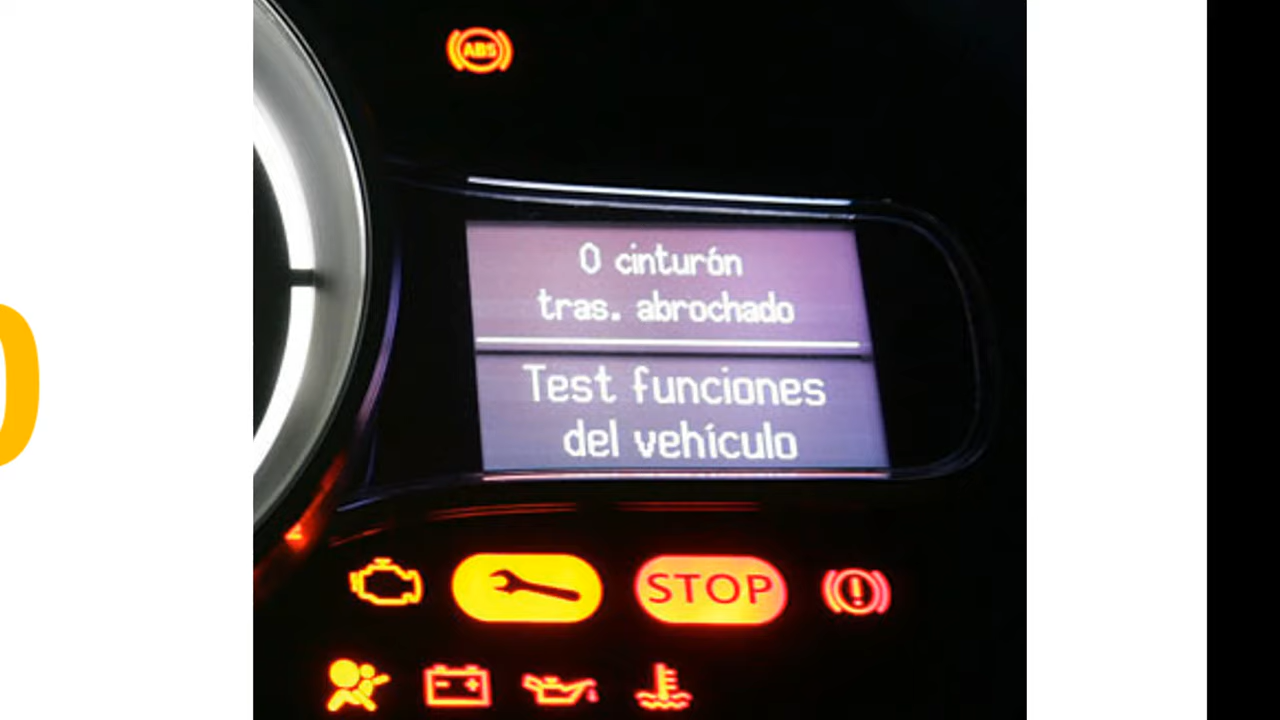 ABS
0 cinturón
tras. abrochado
Test funciones
del vehículo
STOP